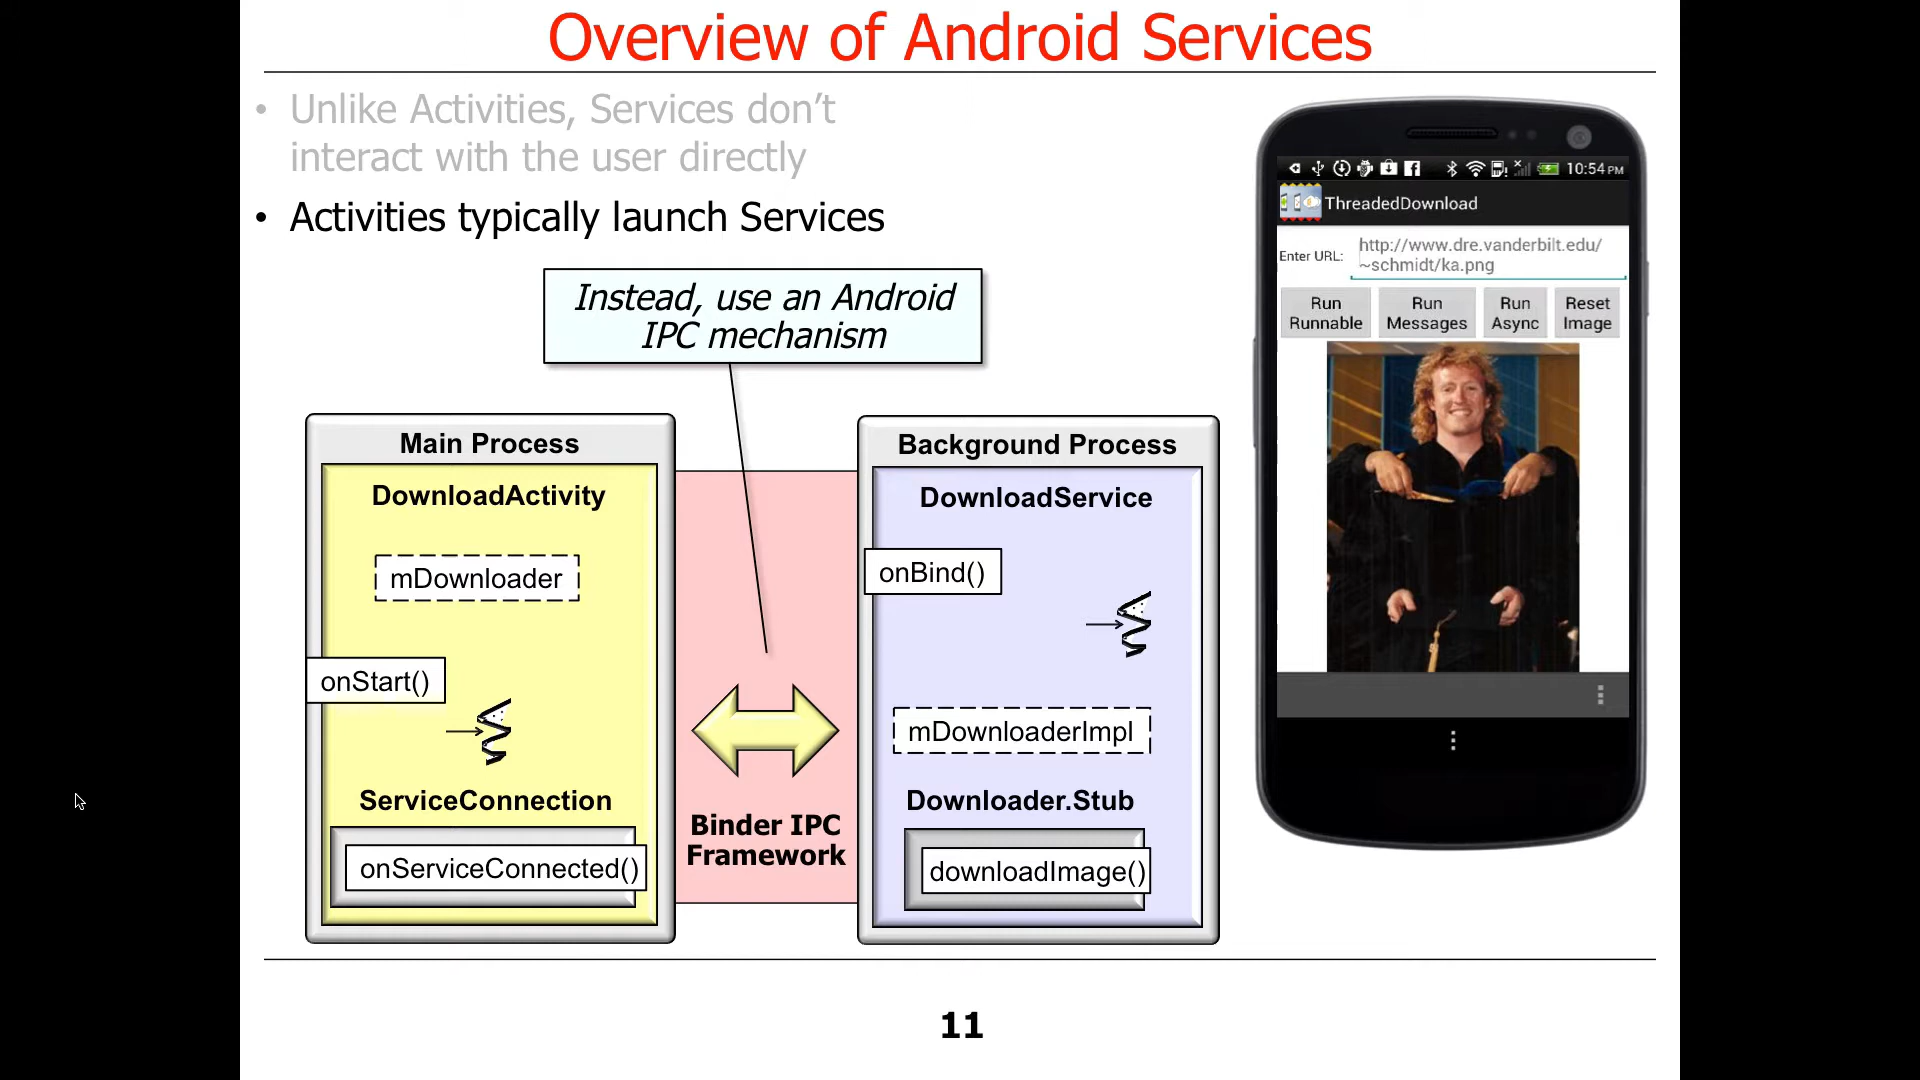 Overview of Android Services
• Unlike Activities, Services don’t
interact with the user directly
• Activities typically launch Services
Instead, use an Android
IPC mechanism
Main Process
DownloadActivity
mDownloader
onStart()
ServiceConnection
onServiceConnected()
Binder IPC
Framework
Background Process
DownloadService
onBind()
mDownloaderImpl
Downloader.Stub
downloadImage()
10:54 PM
ThreadedDownload
Enter URL:
http://www.dre.vanderbilt.edu/
~schmidt/ka.png
Run
Runnable
Run
Messages
Run
Async
Reset
Image
11